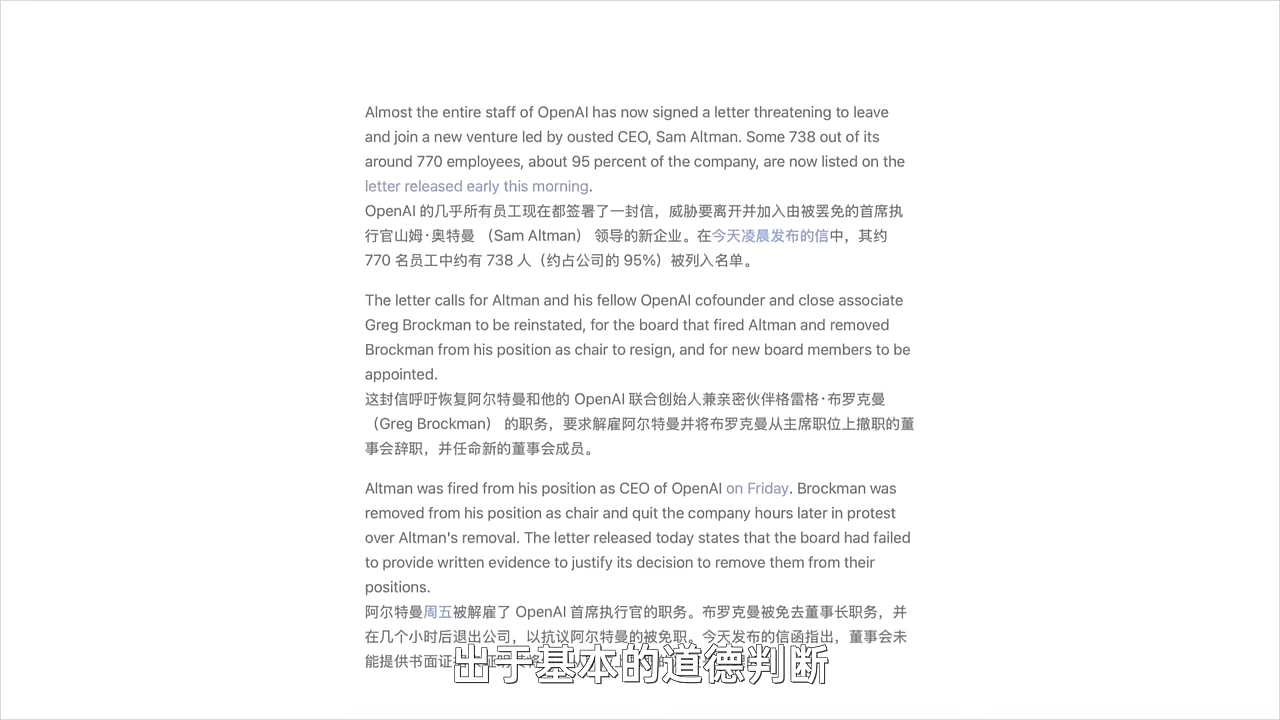 Almost the entire staff of OpenAI has now signed a letter threatening to leave
and join a new venture led by ousted CEO, Sam Altman. Some 738 out of its
around 770 employees, about 95 percent of the company, are now listed on the
letter released early this morning.
OpenAI 的几乎所有员工现在都签署了一封信，威胁要离开并加入由被罢免的首席执
行官山姆·奥特曼 （Sam Altman） 领导的新企业。在今天凌晨发布的信中，其约
770 名员工中约有 738 人（约占公司的 95%）被列入名单。
The letter calls for Altman and his fellow OpenAI cofounder and close associate
Greg Brockman to be reinstated, for the board that fired Altman and removed
Brockman from his position as chair to resign, and for new board members to be
appointed.
这封信呼吁恢复阿尔特曼和他的 OpenAI 联合创始人兼亲密伙伴格雷格·布罗克曼
（Greg Brockman） 的职务，要求解雇阿尔特曼并将布罗克曼从主席职位上撤职的董
事会辞职，并任命新的董事会成员。
Altman was fired from his position as CEO of OpenAI on Friday. Brockman was
removed from his position as chair and quit the company hours later in protest
over Altman's removal. The letter released today states that the board had failed
to provide written evidence to justify its decision to remove them from their
positions.
阿尔特曼周五被解雇了 OpenAI 首席执行官的职务。布罗克曼被免去董事长职务，并
在几个小时后退出公司，以抗议阿尔特曼的被免职。今天发布的信函指出，董事会未
能提供书面证
出于基本的道德判断